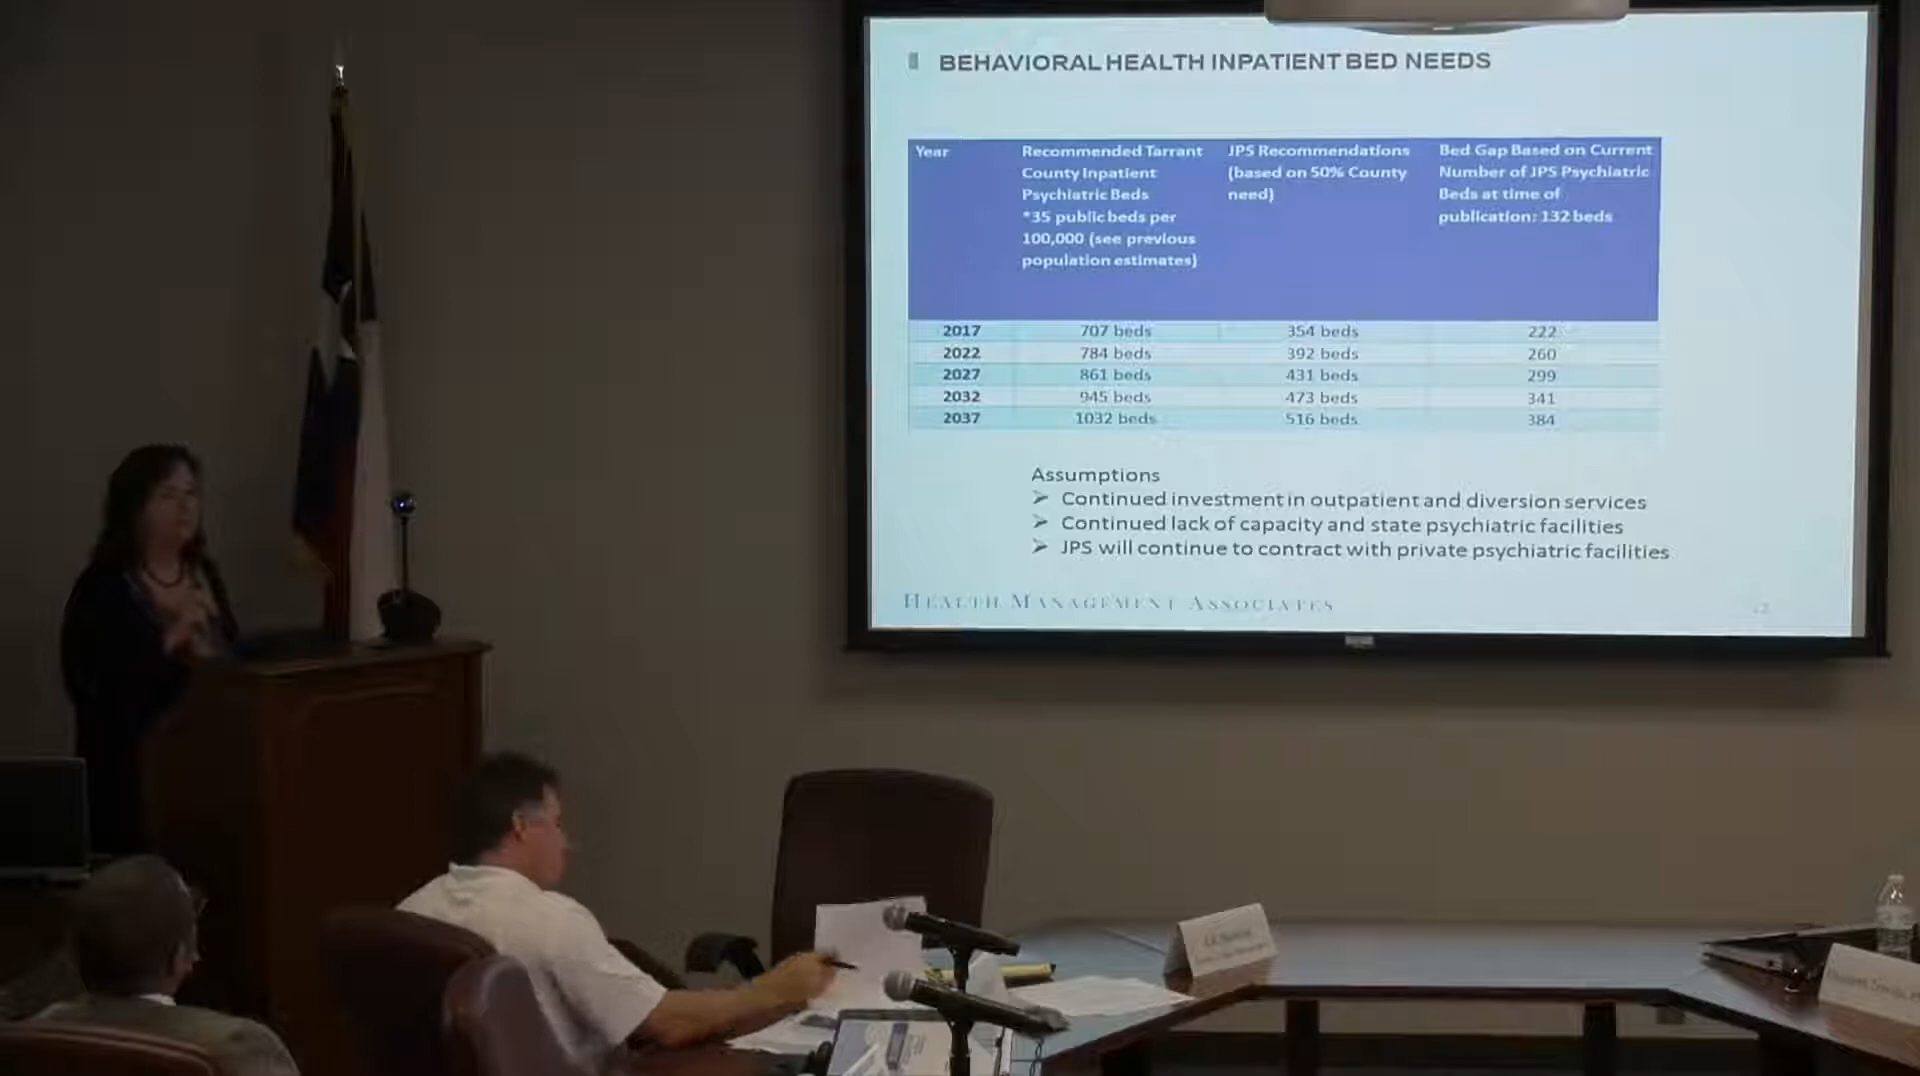 BEHAVIORAL HEALTH INPATIENT BED NEEDS
Year
Recommended Tarrant
County Inpatient
Psychiatric Beds
*35 public beds per
100,000 (see previous
population estimates)
JPS Recommendations
(based on 50% County
need)
Bed Gap Based on Current
Number of JPS Psychiatric
Beds at time of
publication: 132 beds
2017 707 beds 354 beds 222
2022 784 beds 392 beds 260
2027 861 beds 431 beds 299
2032 945 beds 473 beds 341
2037 1032 beds 516 beds 384
Assumptions
➢ Continued investment in outpatient and diversion services
➢ Continued lack of capacity and state psychiatric facilities
➢ JPS will continue to contract with private psychiatric facilities
HEALTH MANAGEMENT ASSOCIATES